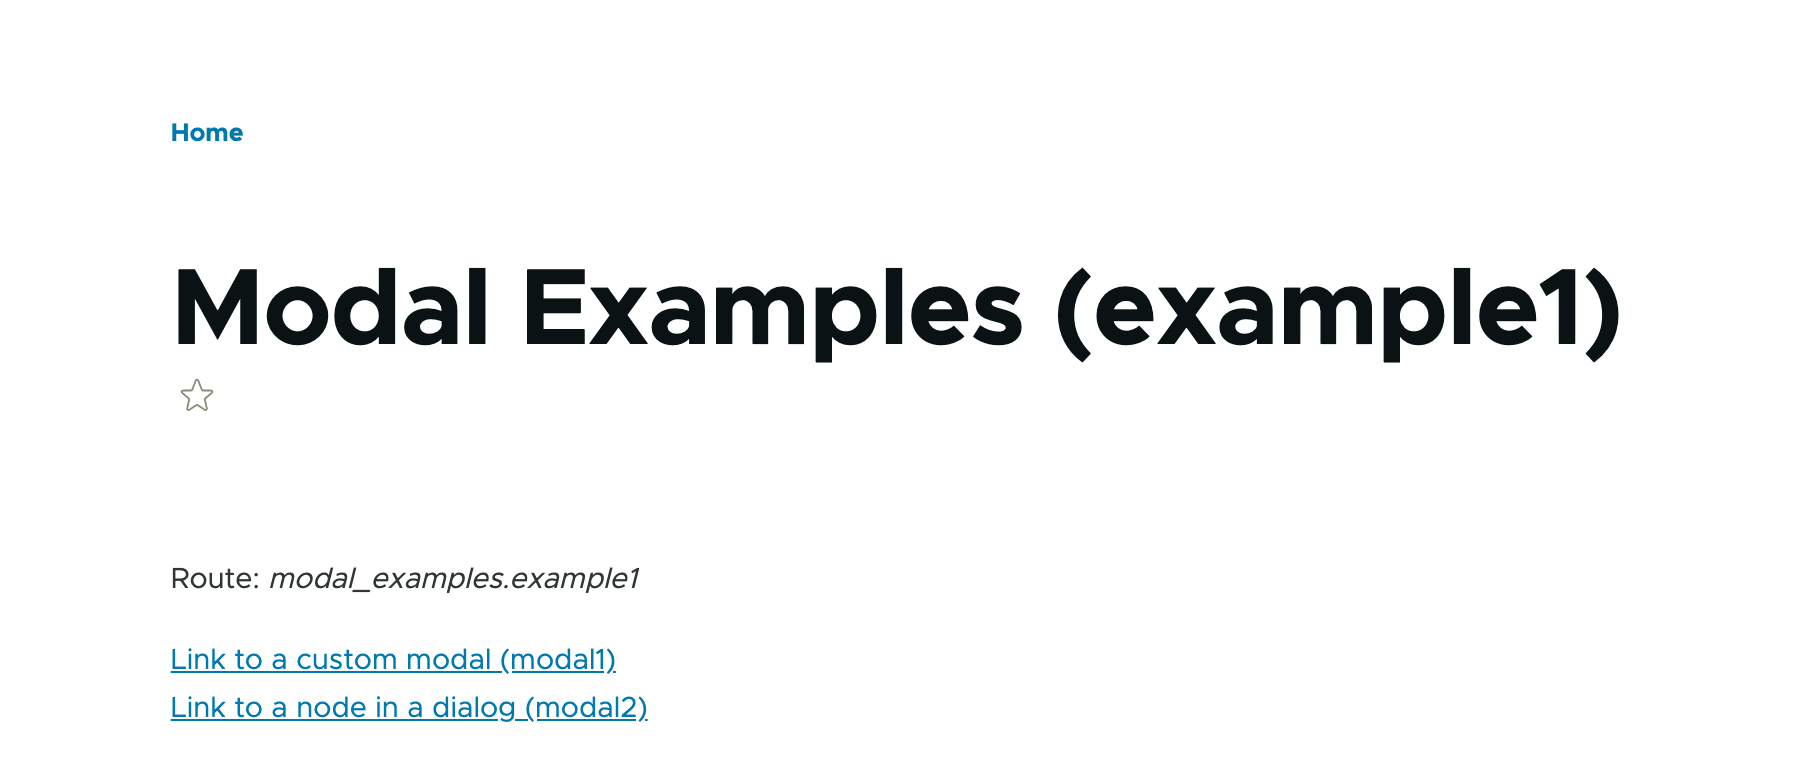 Home
Modal Examples (example1)
Route: modal_examples.example1
Link to a custom modal (modal1)
Link to a node in a dialog (modal2)